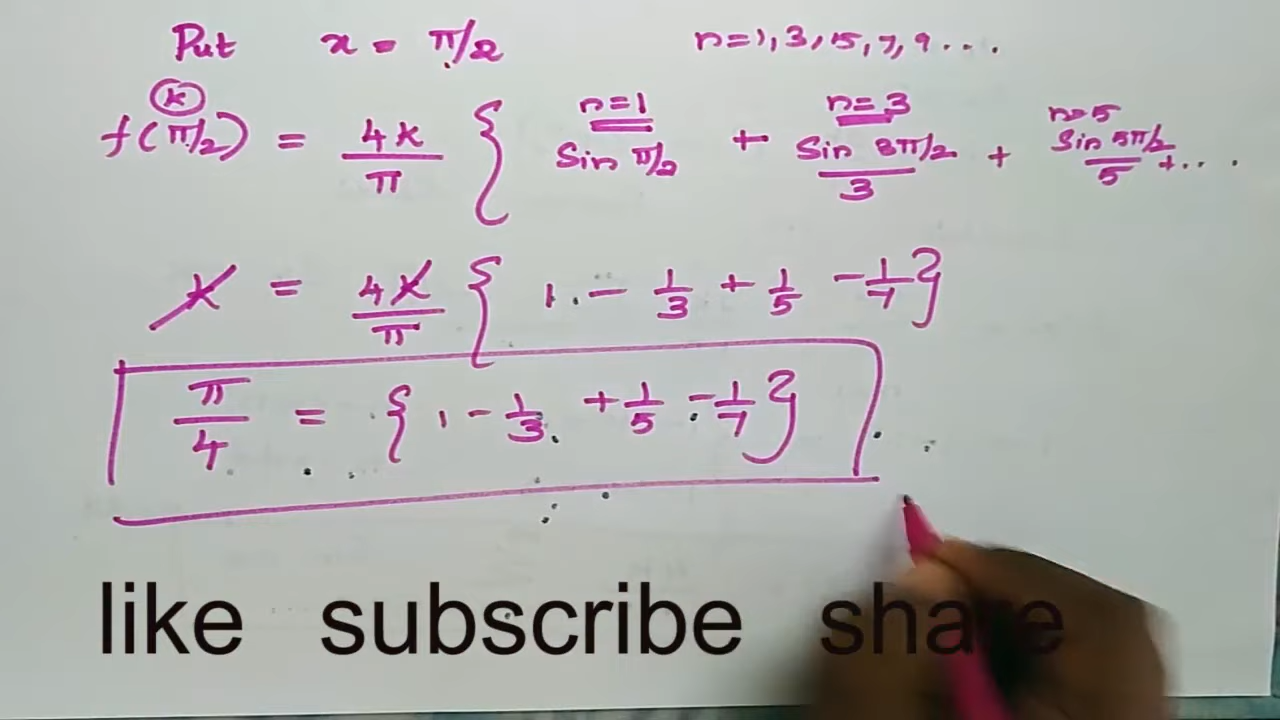 Put x = π/2 n=1,3,15,7,9...
k
n=1 n=3 n=5
f(π/2) = 4k/π { Sin π/2 + Sin 3π/2 / 3 + Sin 5π/2 / 5 +...
k = 4k/π { 1 - 1/3 + 1/5 - 1/7 }
π/4 = { 1 - 1/3 + 1/5 - 1/7 }
like subscribe share